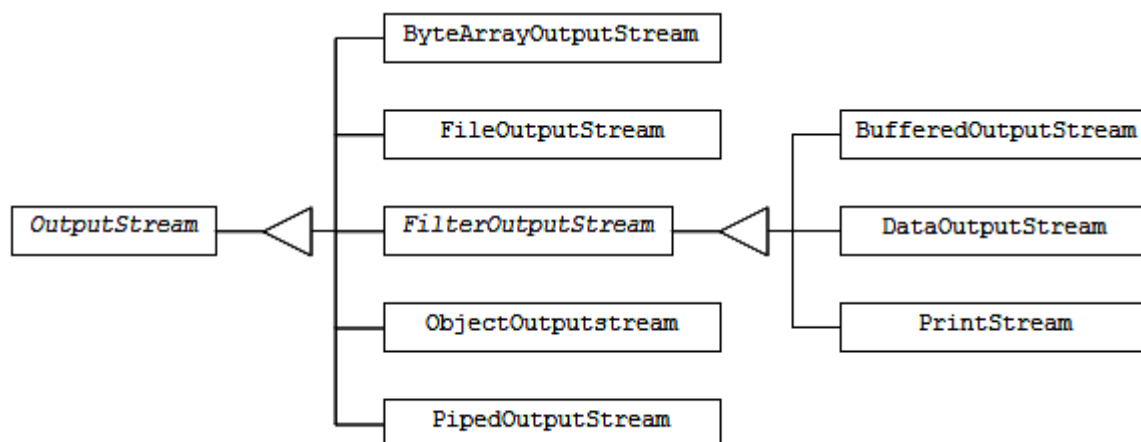 ByteArrayOutputStream
FileOutputStream
BufferedOutputStream
OutputStream
FilterOutputStream
DataOutputStream
ObjectOutputstream
PrintStream
PipedOutputStream